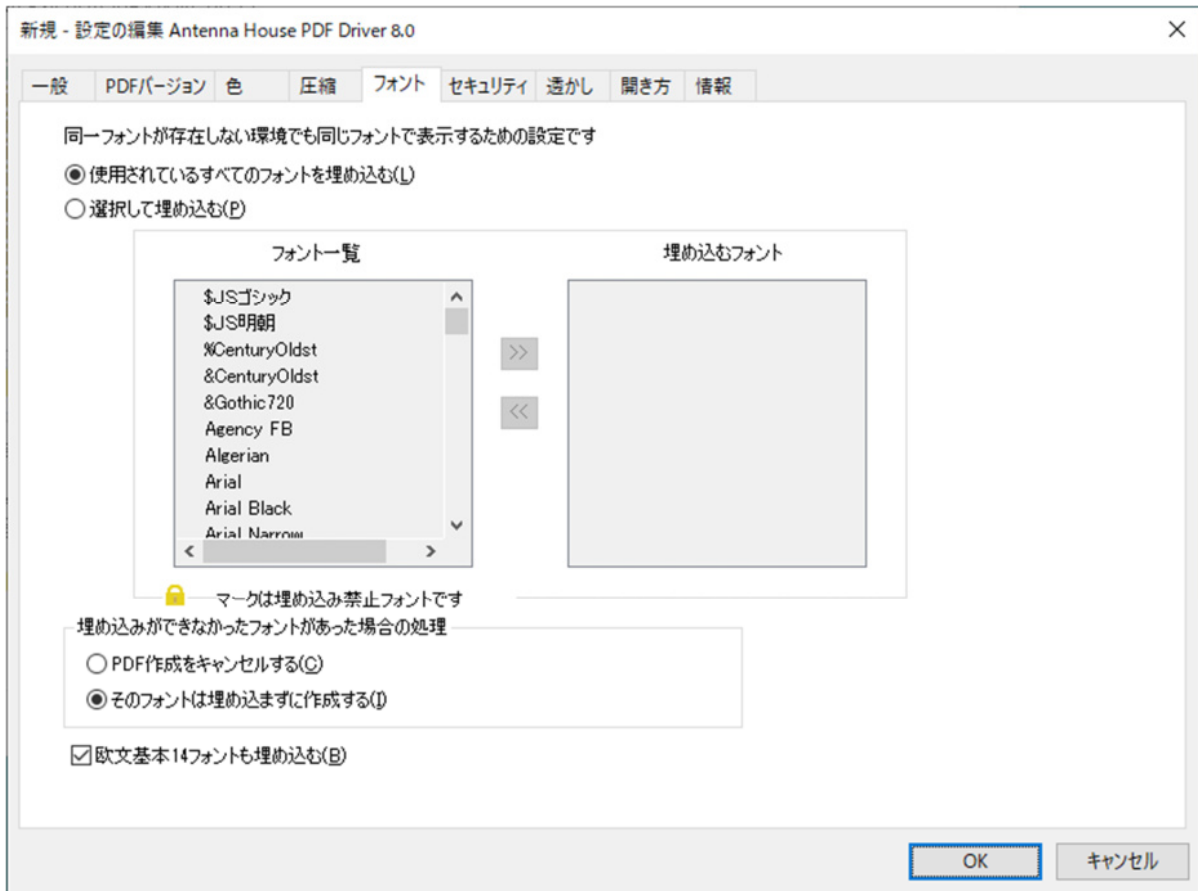 新規 - 設定の編集 Antenna House PDF Driver 8.0
一般 PDFバージョン 色 圧縮 フォント セキュリティ 透かし 開き方 情報
同一フォントが存在しない環境でも同じフォントで表示するための設定です
使用されているすべてのフォントを埋め込む(L)
選択して埋め込む(P)
フォント一覧 埋め込むフォント
$JSゴシック
$JS明朝
%CenturyOldst
&CenturyOldst
&Gothic720
Agency FB
Algerian
Arial
Arial Black
Arial Narrow
マークは埋め込み禁止フォントです
埋め込みができなかったフォントがあった場合の処理
PDF作成をキャンセルする(C)
そのフォントは埋め込まずに作成する(I)
欧文基本14フォントも埋め込む(B)
OK キャンセル